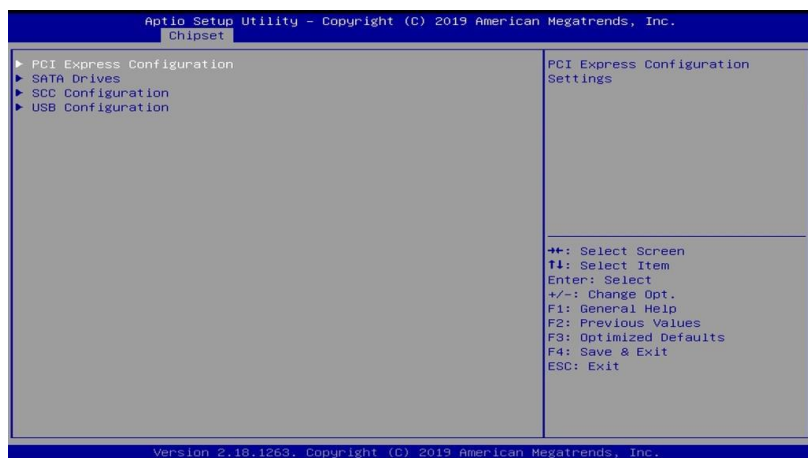 Aptio Setup Utility – Copyright (C) 2019 American Megatrends, Inc.
Chipset
▶ PCI Express Configuration
▶ SATA Drives
▶ SCC Configuration
▶ USB Configuration
PCI Express Configuration
Settings
→←: Select Screen
↑↓: Select Item
Enter: Select
+/-: Change Opt.
F1: General Help
F2: Previous Values
F3: Optimized Defaults
F4: Save & Exit
ESC: Exit
Version 2.18.1263. Copyright (C) 2019 American Megatrends, Inc.